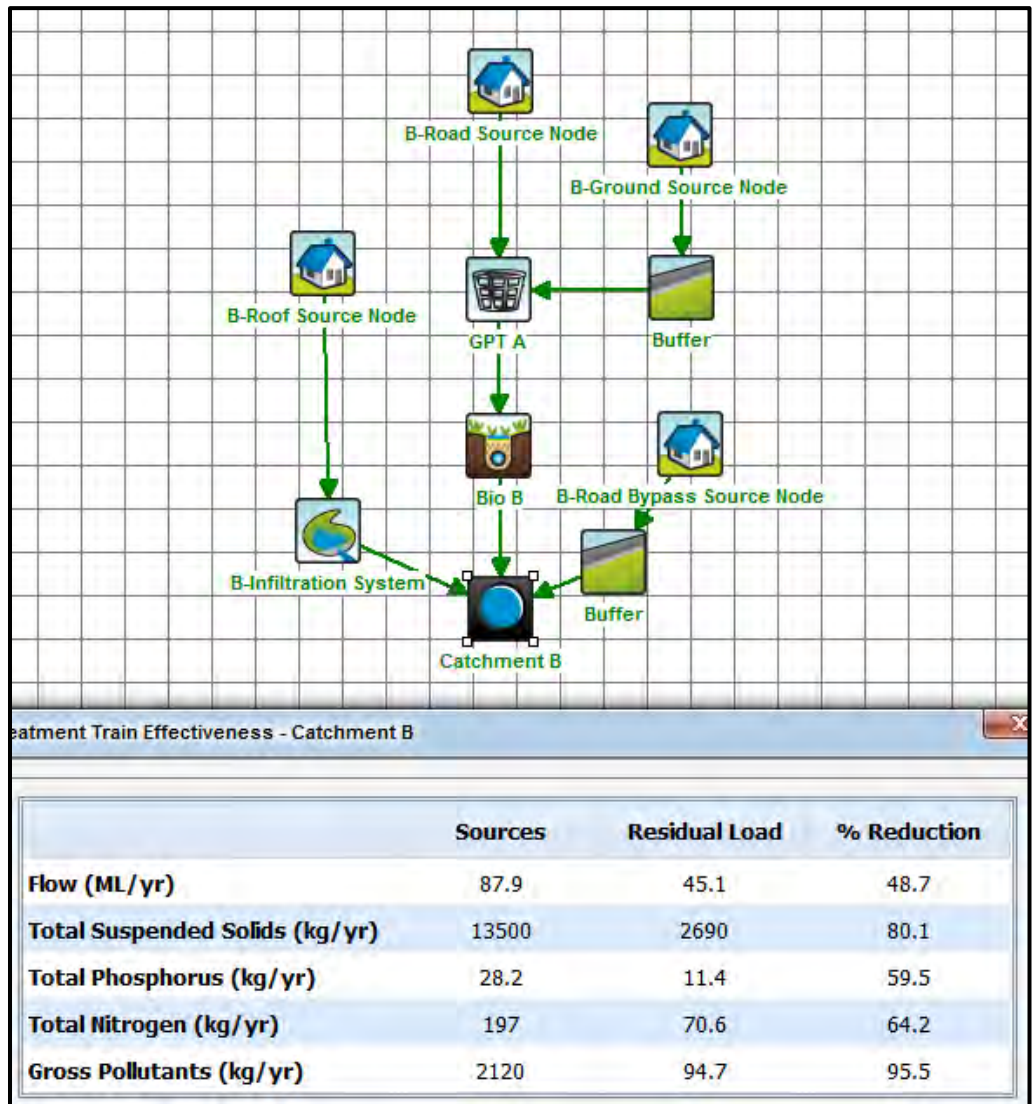 B-Road Source Node
B-Ground Source Node
B-Roof Source Node
GPT A
Buffer
Bio B
B-Road Bypass Source Node
B-Infiltration System
Buffer
Catchment B
eatment Train Effectiveness - Catchment B
Sources Residual Load % Reduction
Flow (ML/yr) 87.9 45.1 48.7
Total Suspended Solids (kg/yr) 13500 2690 80.1
Total Phosphorus (kg/yr) 28.2 11.4 59.5
Total Nitrogen (kg/yr) 197 70.6 64.2
Gross Pollutants (kg/yr) 2120 94.7 95.5